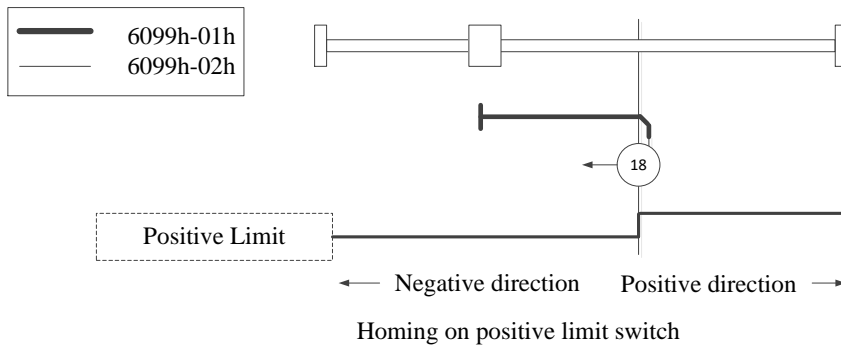 6099h-01h
6099h-02h
18
Positive Limit
Negative direction Positive direction
Homing on positive limit switch